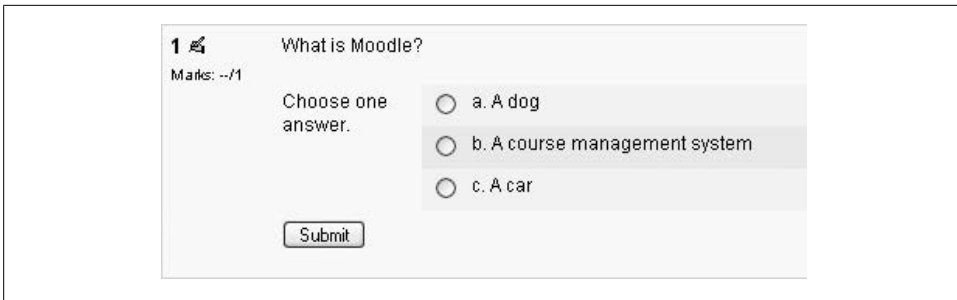 1
What is Moodle?
Marks: --/1
Choose one
answer.
a. A dog
b. A course management system
c. A car
Submit